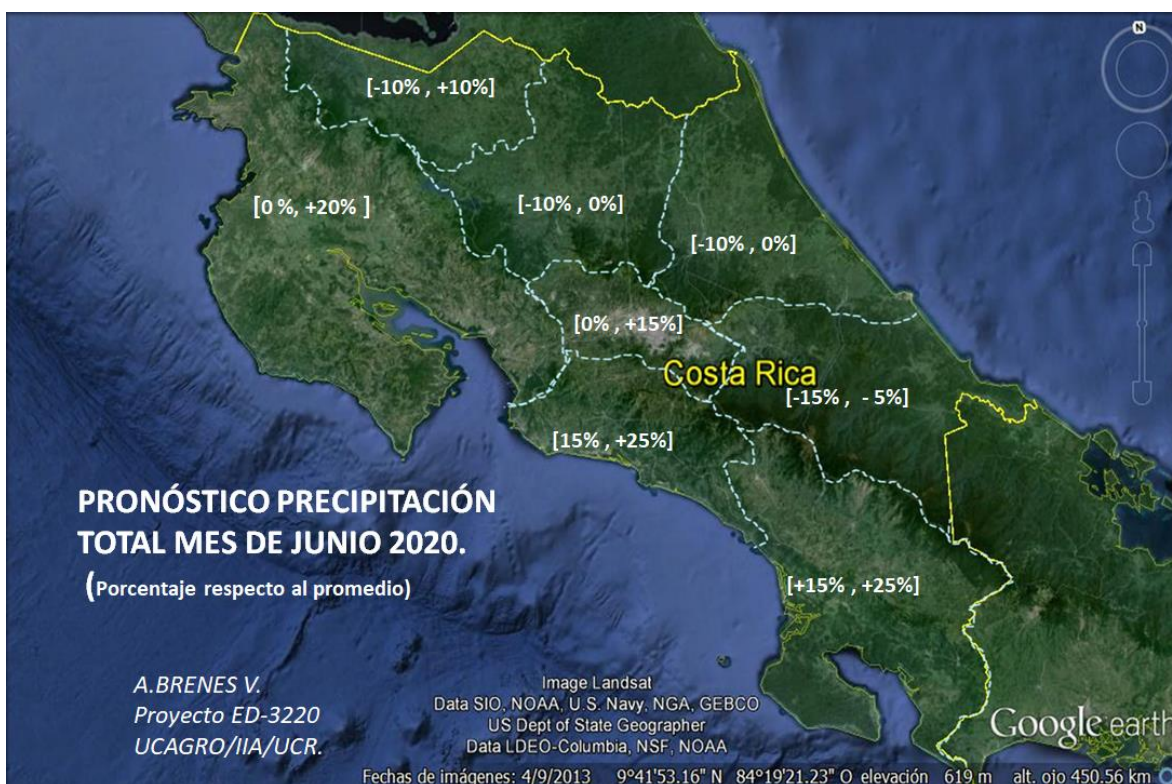 N
[-10% , +10%]
[0 %, +20% ]
[-10% , 0%]
[-10% , 0%]
[0% , +15%]
Costa Rica
[-15% , - 5%]
[15% , +25%]
PRONÓSTICO PRECIPITACIÓN
TOTAL MES DE JUNIO 2020.
(Porcentaje respecto al promedio)
[+15% , +25%]
A.BRENES V.
Proyecto ED-3220
UCAGRO/IIA/UCR.
Image Landsat
Data SIO, NOAA, U.S. Navy, NGA, GEBCO
US Dept of State Geographer
Data LDEO-Columbia, NSF, NOAA
Google earth
Fechas de imágenes: 4/9/2013 9°41'53.16" N 84°19'21.23" O elevación 619 m alt. ojo 450.56 km